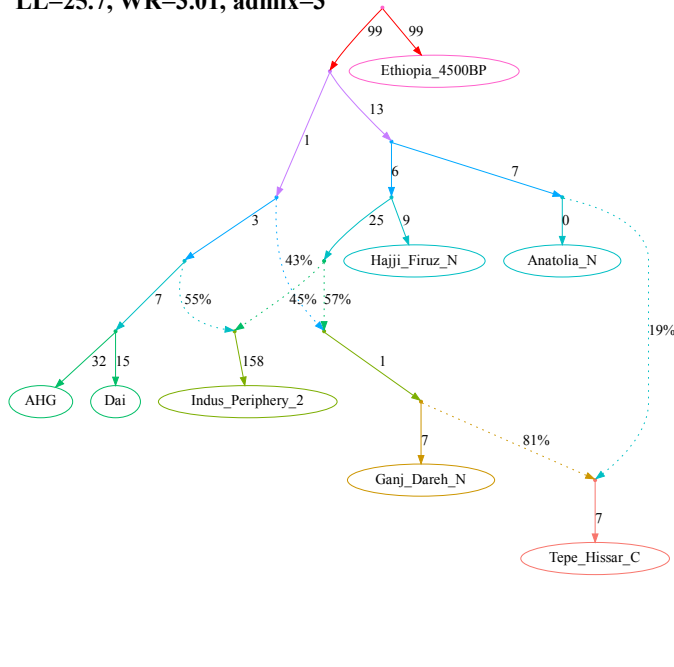 LL=25.7, WR=3.01, admix=3
99 99
Ethiopia_4500BP
13
1
6 7
3 25 9 0
43% Hajji_Firuz_N Anatolia_N
7 55% 45% 57%
19%
32 15 158 1
AHG Dai Indus_Periphery_2
7 81%
Ganj_Dareh_N
7
Tepe_Hissar_C